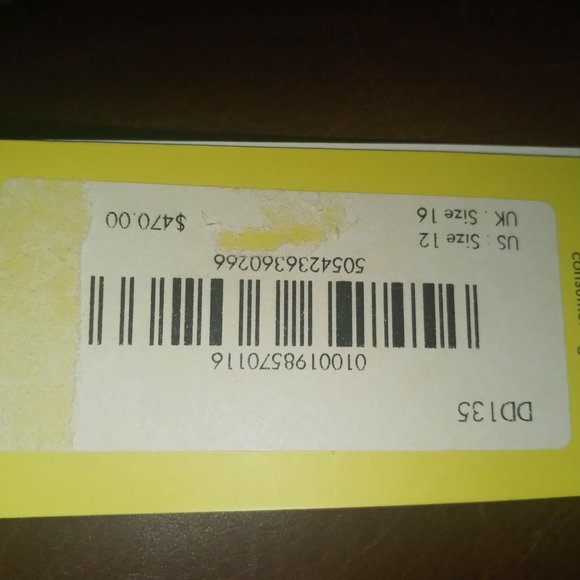 DD135
0100198570116
5054236360266
US : Size 12
UK : Size 16
$470.00